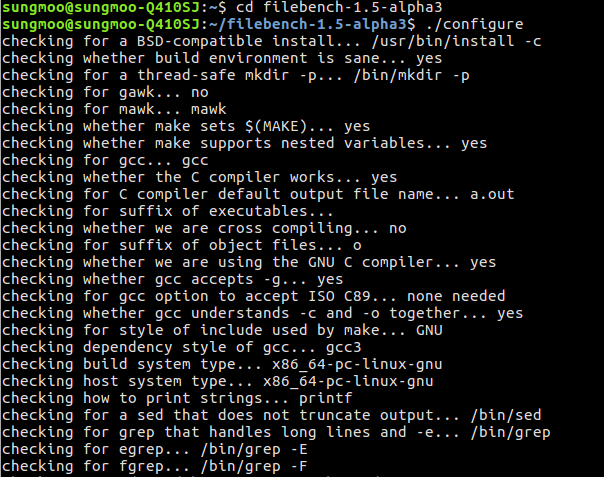 sungmoo@sungmoo-Q410SJ:~$ cd filebench-1.5-alpha3
sungmoo@sungmoo-Q410SJ:~/filebench-1.5-alpha3$ ./configure
checking for a BSD-compatible install... /usr/bin/install -c
checking whether build environment is sane... yes
checking for a thread-safe mkdir -p... /bin/mkdir -p
checking for gawk... no
checking for mawk... mawk
checking whether make sets $(MAKE)... yes
checking whether make supports nested variables... yes
checking for gcc... gcc
checking whether the C compiler works... yes
checking for C compiler default output file name... a.out
checking for suffix of executables...
checking whether we are cross compiling... no
checking for suffix of object files... o
checking whether we are using the GNU C compiler... yes
checking whether gcc accepts -g... yes
checking for gcc option to accept ISO C89... none needed
checking whether gcc understands -c and -o together... yes
checking for style of include used by make... GNU
checking dependency style of gcc... gcc3
checking build system type... x86_64-pc-linux-gnu
checking host system type... x86_64-pc-linux-gnu
checking how to print strings... printf
checking for a sed that does not truncate output... /bin/sed
checking for grep that handles long lines and -e... /bin/grep
checking for egrep... /bin/grep -E
checking for fgrep... /bin/grep -F